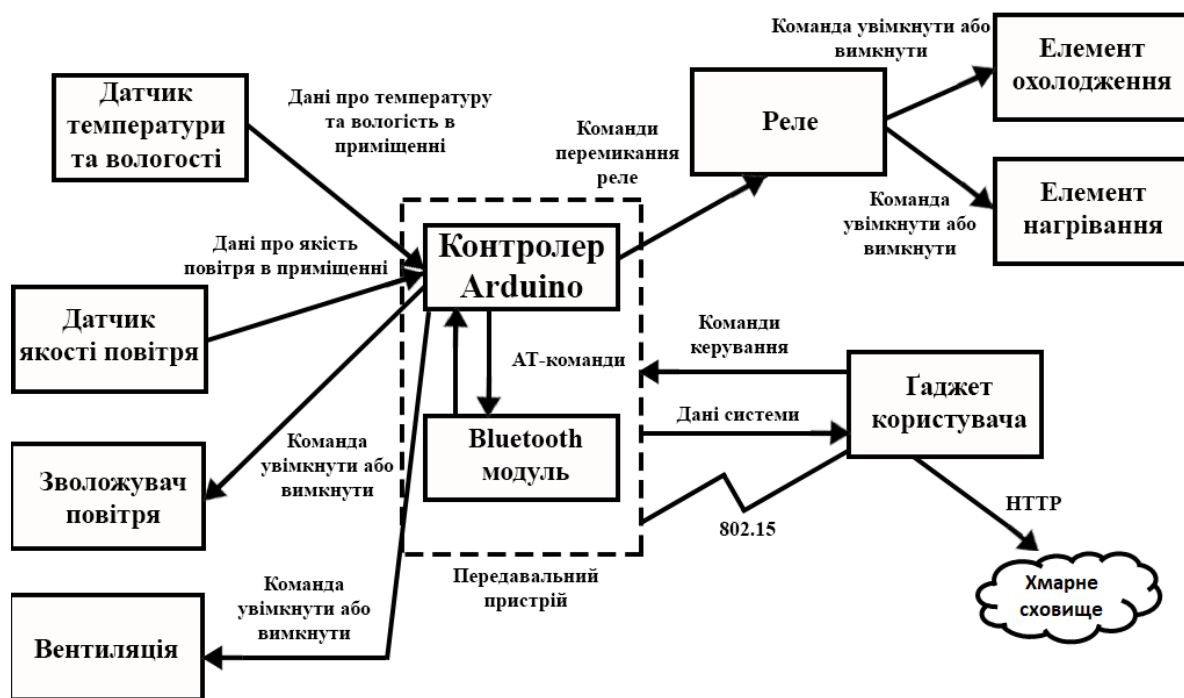 Датчик
температури
та вологості
Дані про температуру
та вологість в
приміщенні
Команди
перемикання
реле
Реле
Команда увімкнути або
вимкнути
Елемент
охолодження
Команда
увімкнути або
вимкнути
Елемент
нагрівання
Дані про якість
повітря в приміщенні
Датчик
якості повітря
Контролер
Arduino
АТ-команди
Bluetooth
модуль
Передавальний
пристрій
Команди
керування
Дані системи
802.15
Ґаджет
користувача
HTTP
Хмарне
сховище
Команда
увімкнути або
вимкнути
Зволожувач
повітря
Команда
увімкнути або
вимкнути
Вентиляція